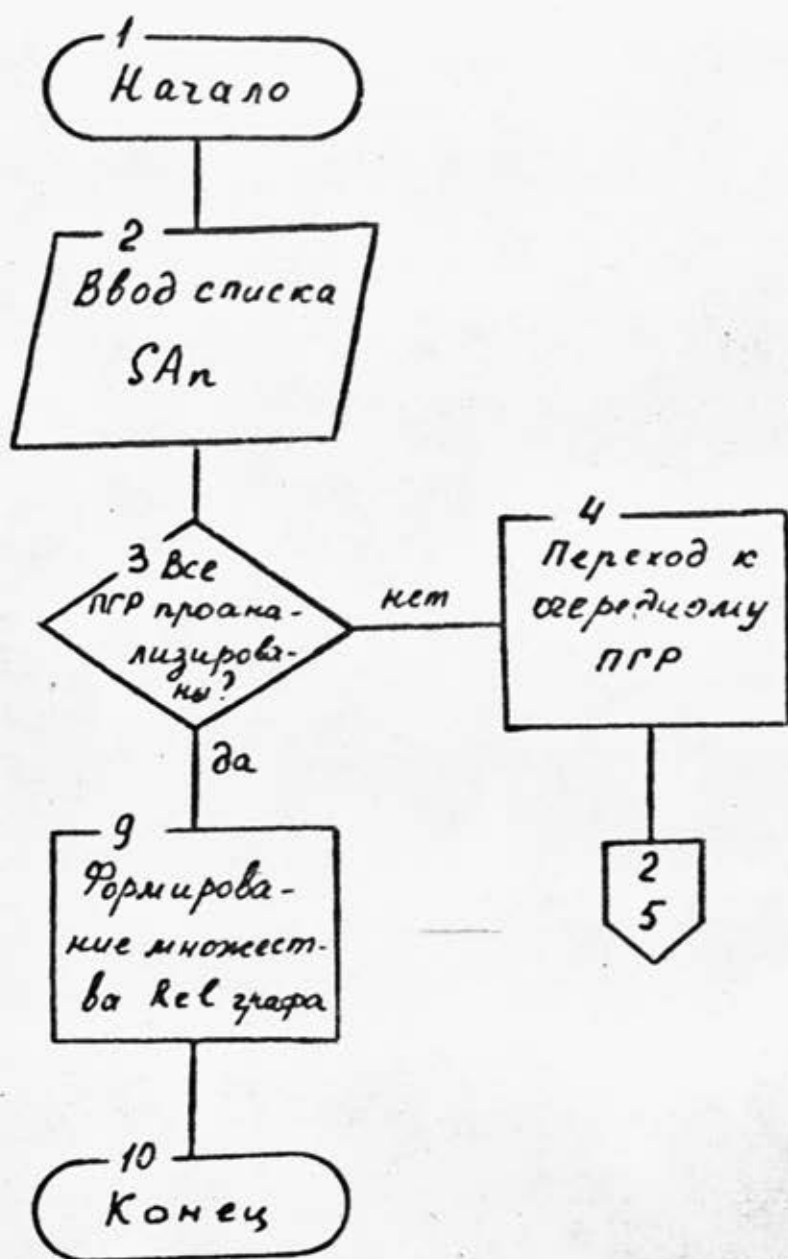 1
Начало
2
Ввод списка
SAп
3 Все
ПГР проана-
лизирова-
ны?
нет
4
Переход к
очередному
ПГР
да
2
5
9
Формирова-
ние множест-
ва Rel графа
10
Конец